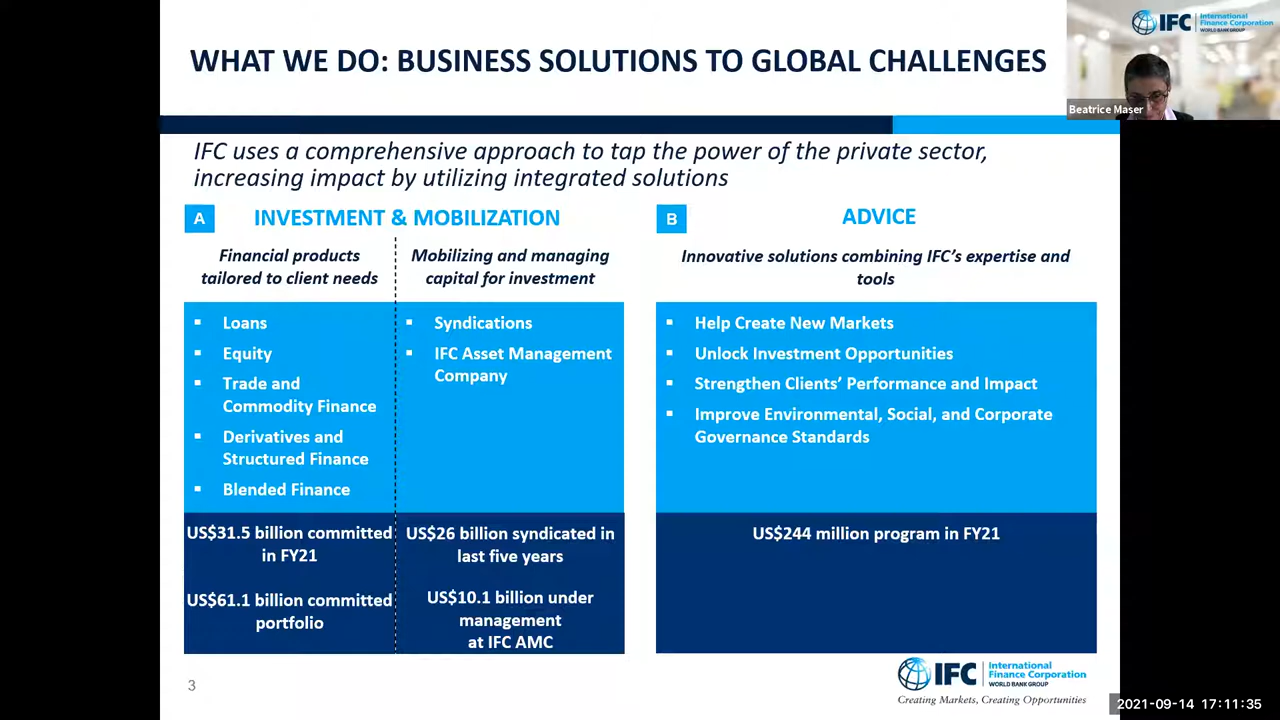 WHAT WE DO: BUSINESS SOLUTIONS TO GLOBAL CHALLENGES
IFC
International
Finance Corporation
WORLD BANK GROUP
Beatrice Maser
IFC uses a comprehensive approach to tap the power of the private sector,
increasing impact by utilizing integrated solutions
A
INVESTMENT & MOBILIZATION
Financial products
tailored to client needs
Loans
Equity
Trade and
Commodity Finance
Derivatives and
Structured Finance
Blended Finance
US$31.5 billion committed
in FY21
US$61.1 billion committed
portfolio
Mobilizing and managing
capital for investment
Syndications
IFC Asset Management
Company
US$26 billion syndicated in
last five years
US$10.1 billion under
management
at IFC AMC
B
ADVICE
Innovative solutions combining IFC's expertise and
tools
Help Create New Markets
Unlock Investment Opportunities
Strengthen Clients' Performance and Impact
Improve Environmental, Social, and Corporate
Governance Standards
US$244 million program in FY21
3
IFC
International
Finance Corporation
WORLD BANK GROUP
Creating Markets, Creating Opportunities
2021-09-14 17:11:35